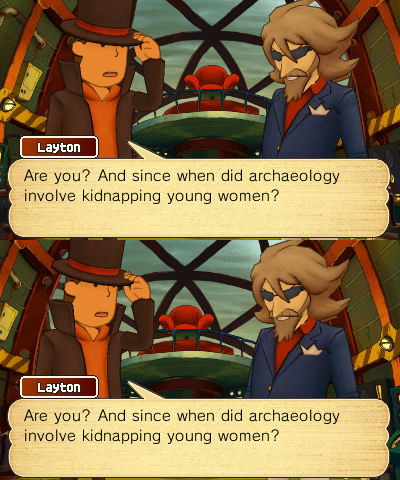 Layton
Are you? And since when did archaeology
involve kidnapping young women?
Layton
Are you? And since when did archaeology
involve kidnapping young women?